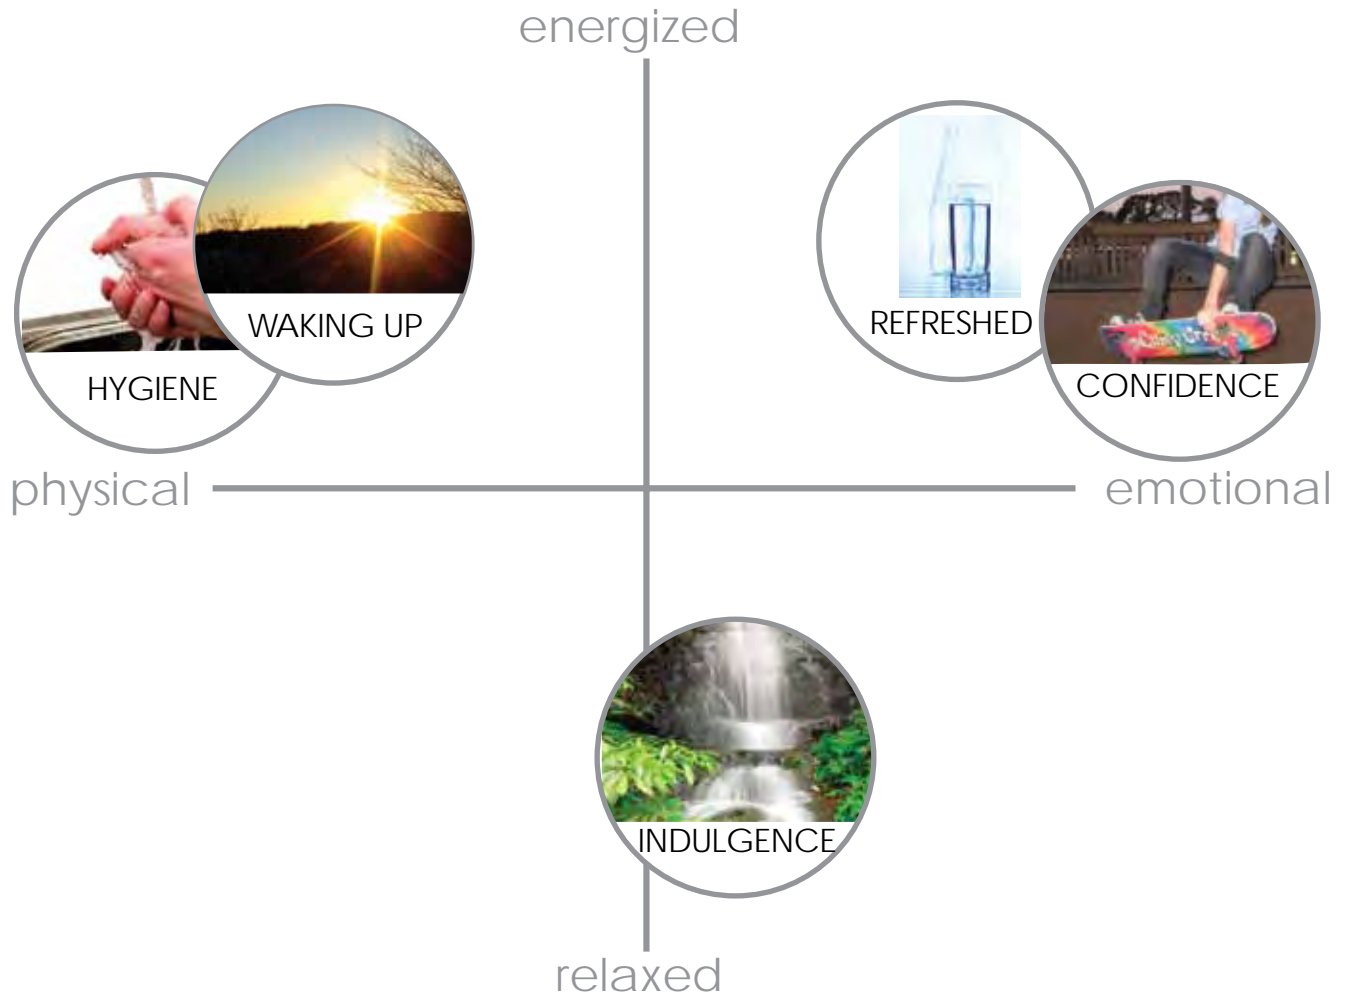 energized
WAKING UP
HYGIENE
REFRESHED
CONFIDENCE
physical
emotional
INDULGENCE
relaxed